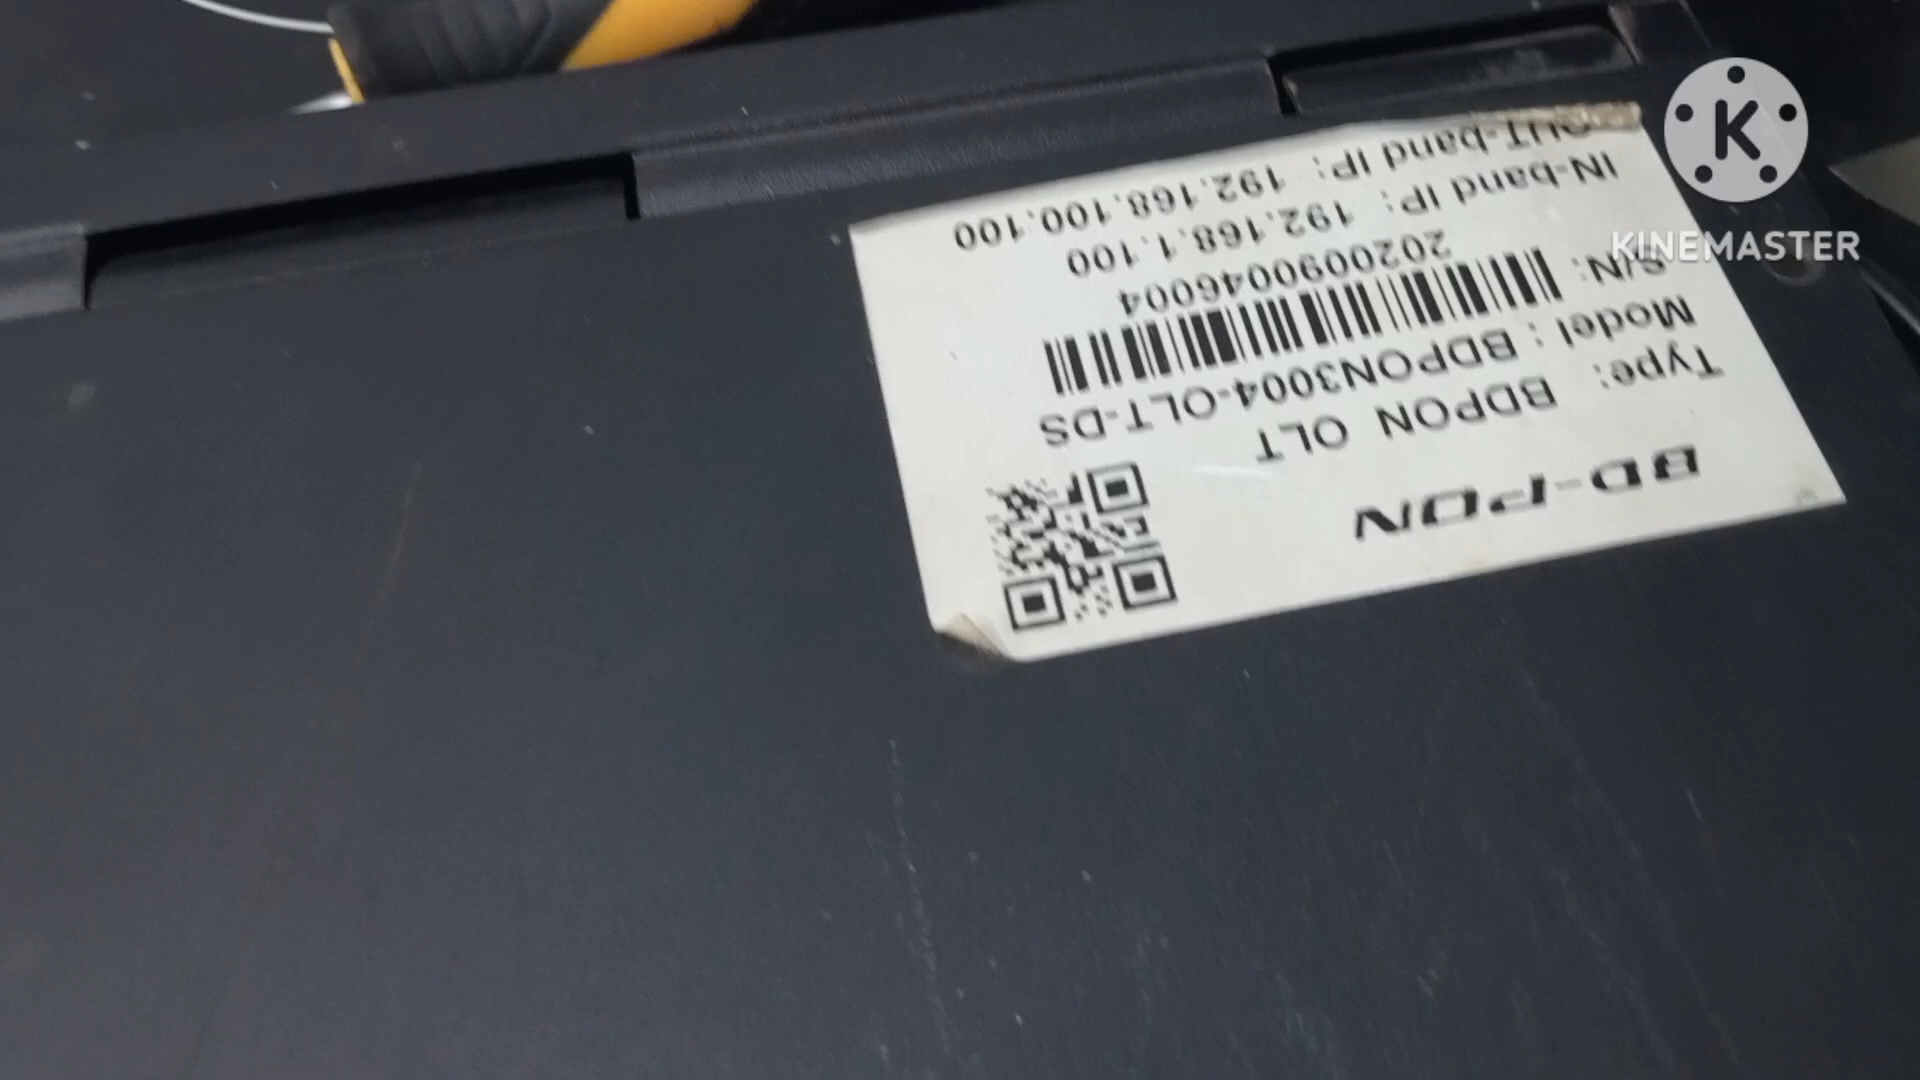 BD-PON
Type: BDPON OLT
Model: BDPON3004-OLT-DS
S/N:
2020090046004
IN-band IP: 192.168.1.100
OUT-band IP: 192.168.100.100
K
KINEMASTER